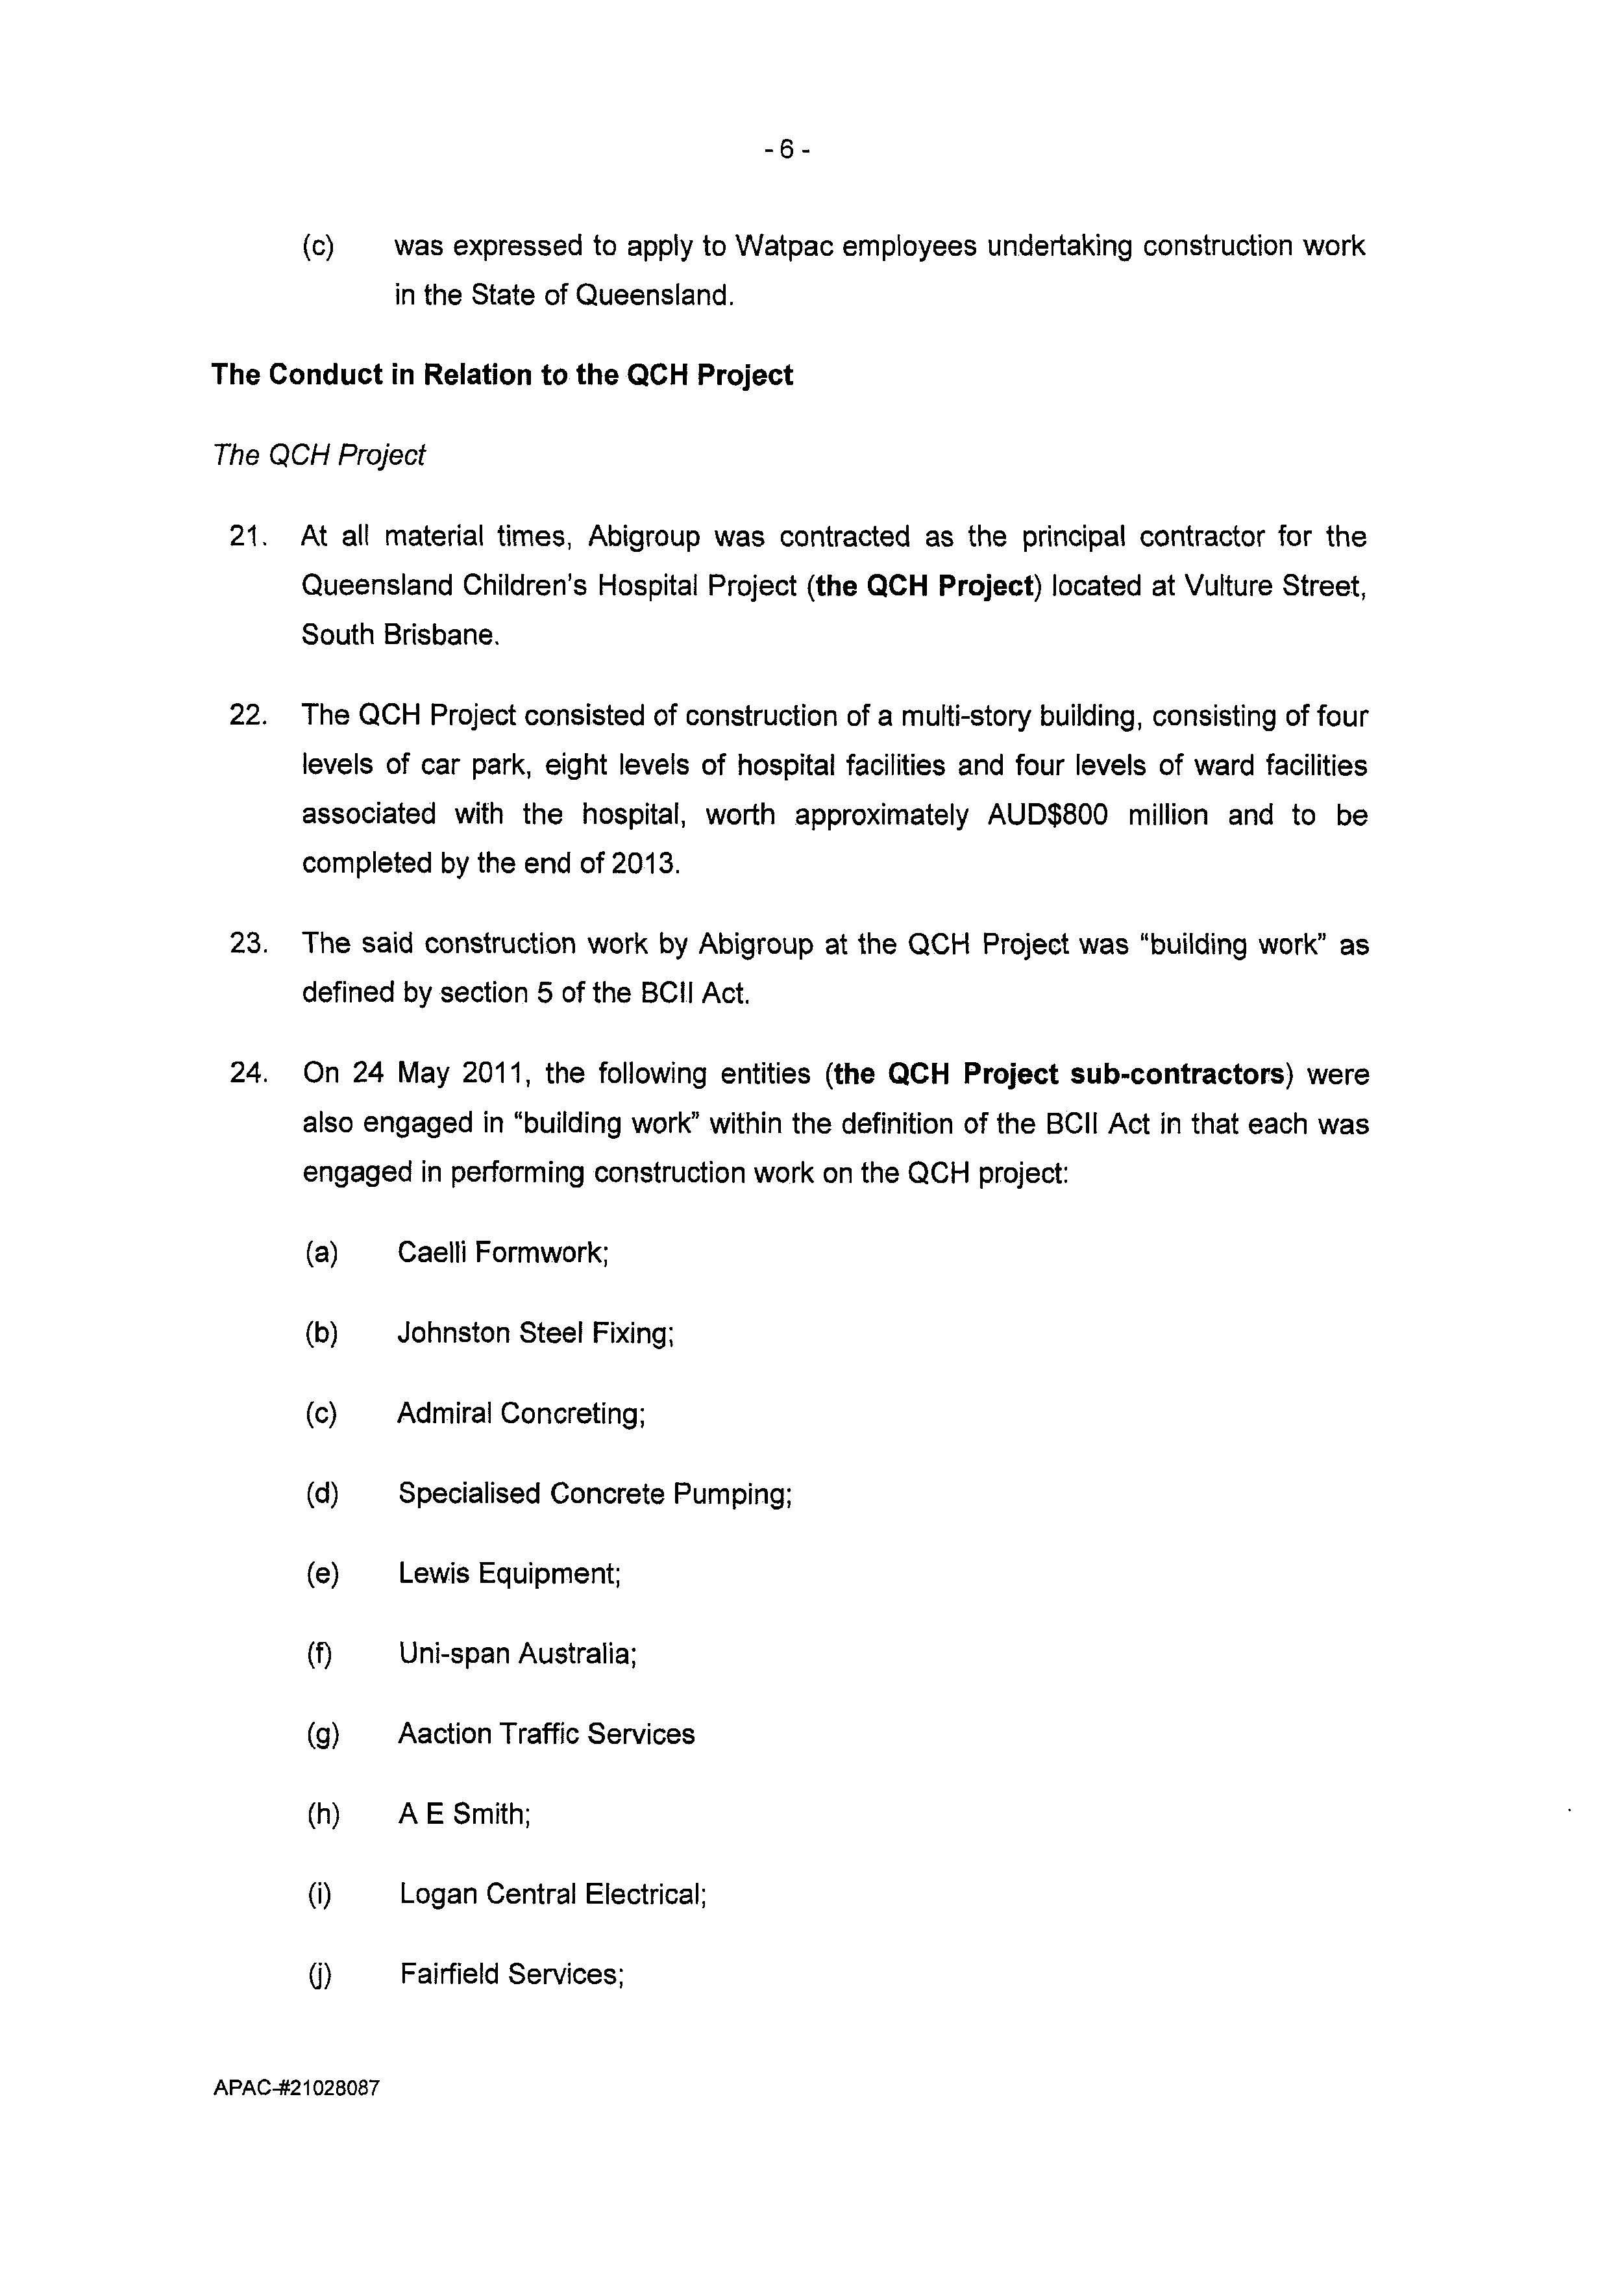 - 6 -
(c) was expressed to apply to Watpac employees undertaking construction work
in the State of Queensland.
The Conduct in Relation to the QCH Project
The QCH Project
21. At all material times, Abigroup was contracted as the principal contractor for the
Queensland Children's Hospital Project (the QCH Project) located at Vulture Street,
South Brisbane.
22. The QCH Project consisted of construction of a multi-story building, consisting of four
levels of car park, eight levels of hospital facilities and four levels of ward facilities
associated with the hospital, worth approximately AUD$800 million and to be
completed by the end of 2013.
23. The said construction work by Abigroup at the QCH Project was “building work” as
defined by section 5 of the BCII Act.
24. On 24 May 2011, the following entities (the QCH Project sub-contractors) were
also engaged in “building work” within the definition of the BCII Act in that each was
engaged in performing construction work on the QCH project:
(a) Caelli Formwork;
(b) Johnston Steel Fixing;
(c) Admiral Concreting;
(d) Specialised Concrete Pumping;
(e) Lewis Equipment;
(f) Uni-span Australia;
(g) Aaction Traffic Services
(h) A E Smith;
(i) Logan Central Electrical;
(j) Fairfield Services;
APAC-#21028087